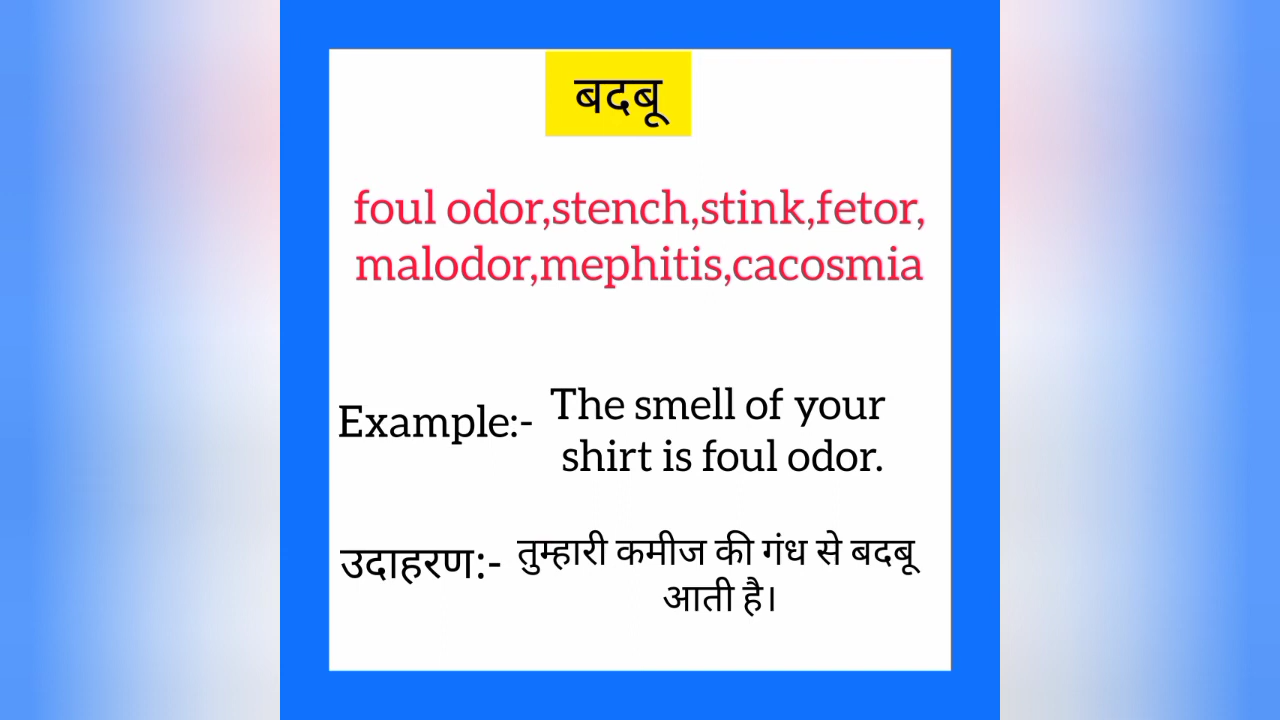 बदबू
foul odor,stench,stink,fetor,
malodor,mephitis,cacosmia
Example:- The smell of your
shirt is foul odor.
उदाहरण:- तुम्हारी कमीज की गंध से बदबू
आती है।